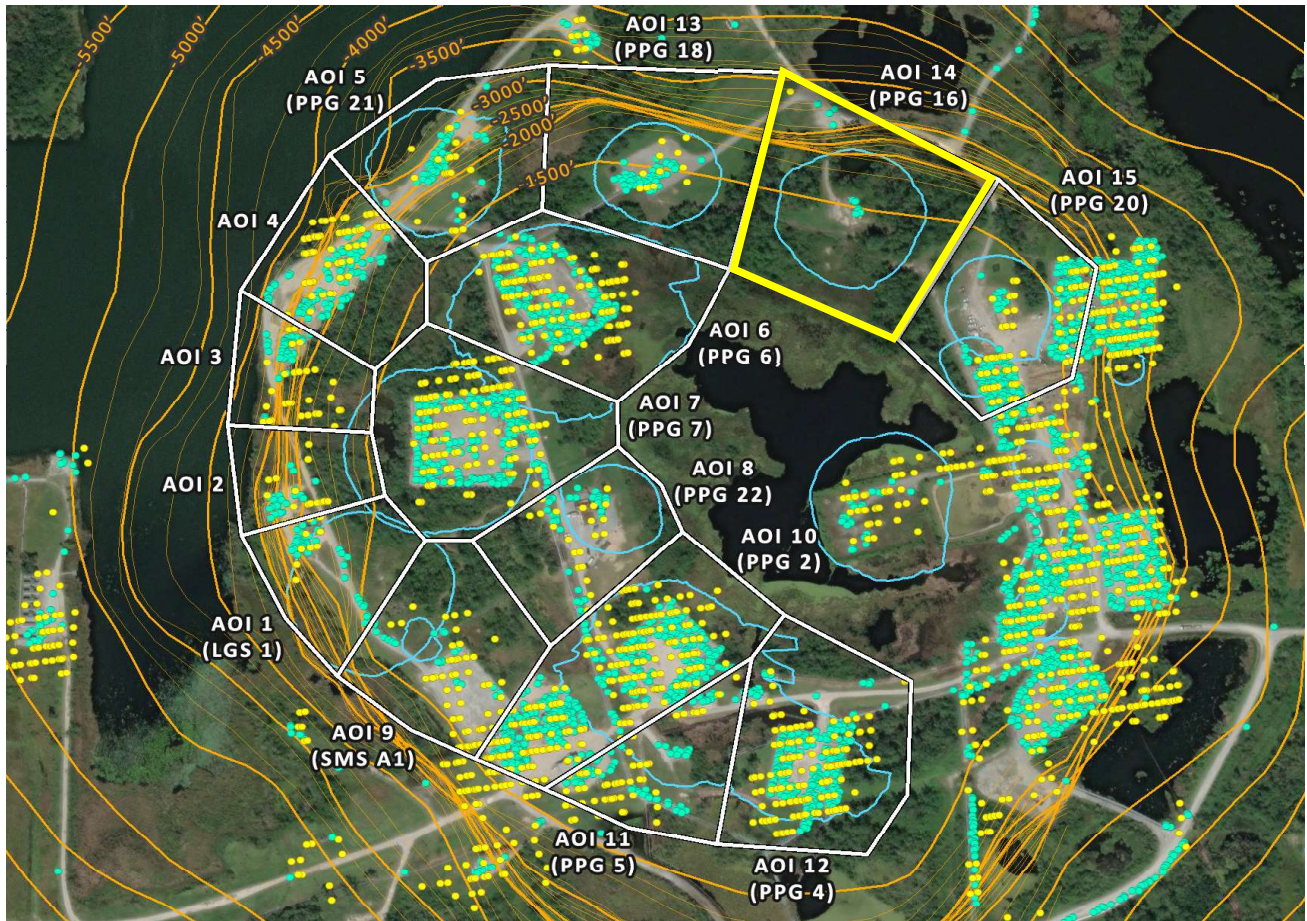 -5500'
-5000'
-4500'
-4000'
-3500'
-3000'
-2500'
-2000'
-1500'
AOI 13
(PPG 18)
AOI 5
(PPG 21)
AOI 14
(PPG 16)
AOI 15
(PPG 20)
AOI 4
AOI 3
AOI 6
(PPG 6)
AOI 7
(PPG 7)
AOI 2
AOI 8
(PPG 22)
AOI 10
(PPG 2)
AOI 1
(LGS 1)
AOI 9
(SMS A1)
AOI 11
(PPG 5)
AOI 12
(PPG 4)